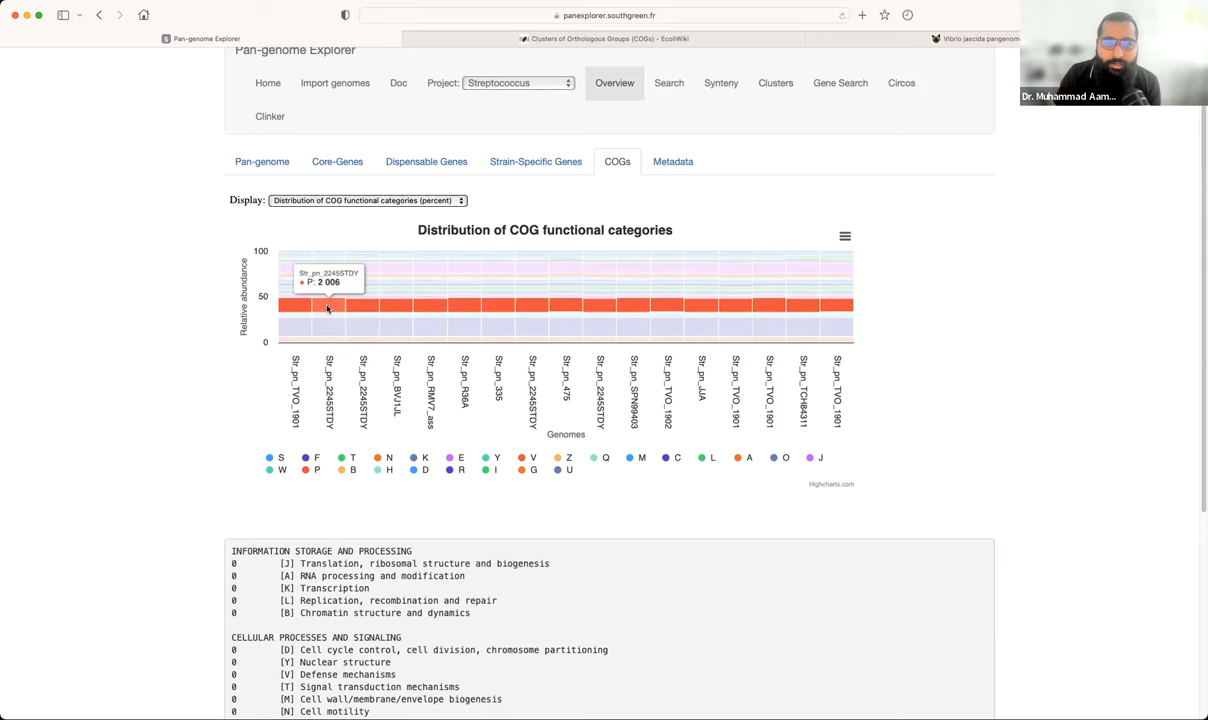 panexplorer.southgreen.fr
Pan-genome Explorer
Clusters of Orthologous Groups (COGs) - EcoliWiki
Vibrio jascida pangenom
Dr. Muhammad Aam...
Pan-genome Explorer
Home Import genomes Doc Project: Streptococcus Overview Search Synteny Clusters Gene Search Circos
Clinker
Pan-genome Core-Genes Dispensable Genes Strain-Specific Genes COGs Metadata
Display: Distribution of COG functional categories (percent)
Distribution of COG functional categories
Relative abundance
100
50
0
Str_pn_2245STDY
P: 2 006
Str_pn_TVO_1901
Str_pn_2245STDY
Str_pn_2245STDY
Str_pn_BVJ1JL
Str_pn_RMV7_ass
Str_pn_R36A
Str_pn_335
Str_pn_2245STDY
Str_pn_475
Str_pn_2245STDY
Str_pn_SPN99403
Str_pn_TVO_1902
Str_pn_JJA
Str_pn_TVO_1901
Str_pn_TVO_1901
Str_pn_TCH84311
Str_pn_TVO_1901
Genomes
S F T N K E Y V Z Q M C L A O J
W P B H D R I G U
Highcharts.com
INFORMATION STORAGE AND PROCESSING
0 [J] Translation, ribosomal structure and biogenesis
0 [A] RNA processing and modification
0 [K] Transcription
0 [L] Replication, recombination and repair
0 [B] Chromatin structure and dynamics
CELLULAR PROCESSES AND SIGNALING
0 [D] Cell cycle control, cell division, chromosome partitioning
0 [Y] Nuclear structure
0 [V] Defense mechanisms
0 [T] Signal transduction mechanisms
0 [M] Cell wall/membrane/envelope biogenesis
0 [N] Cell motility